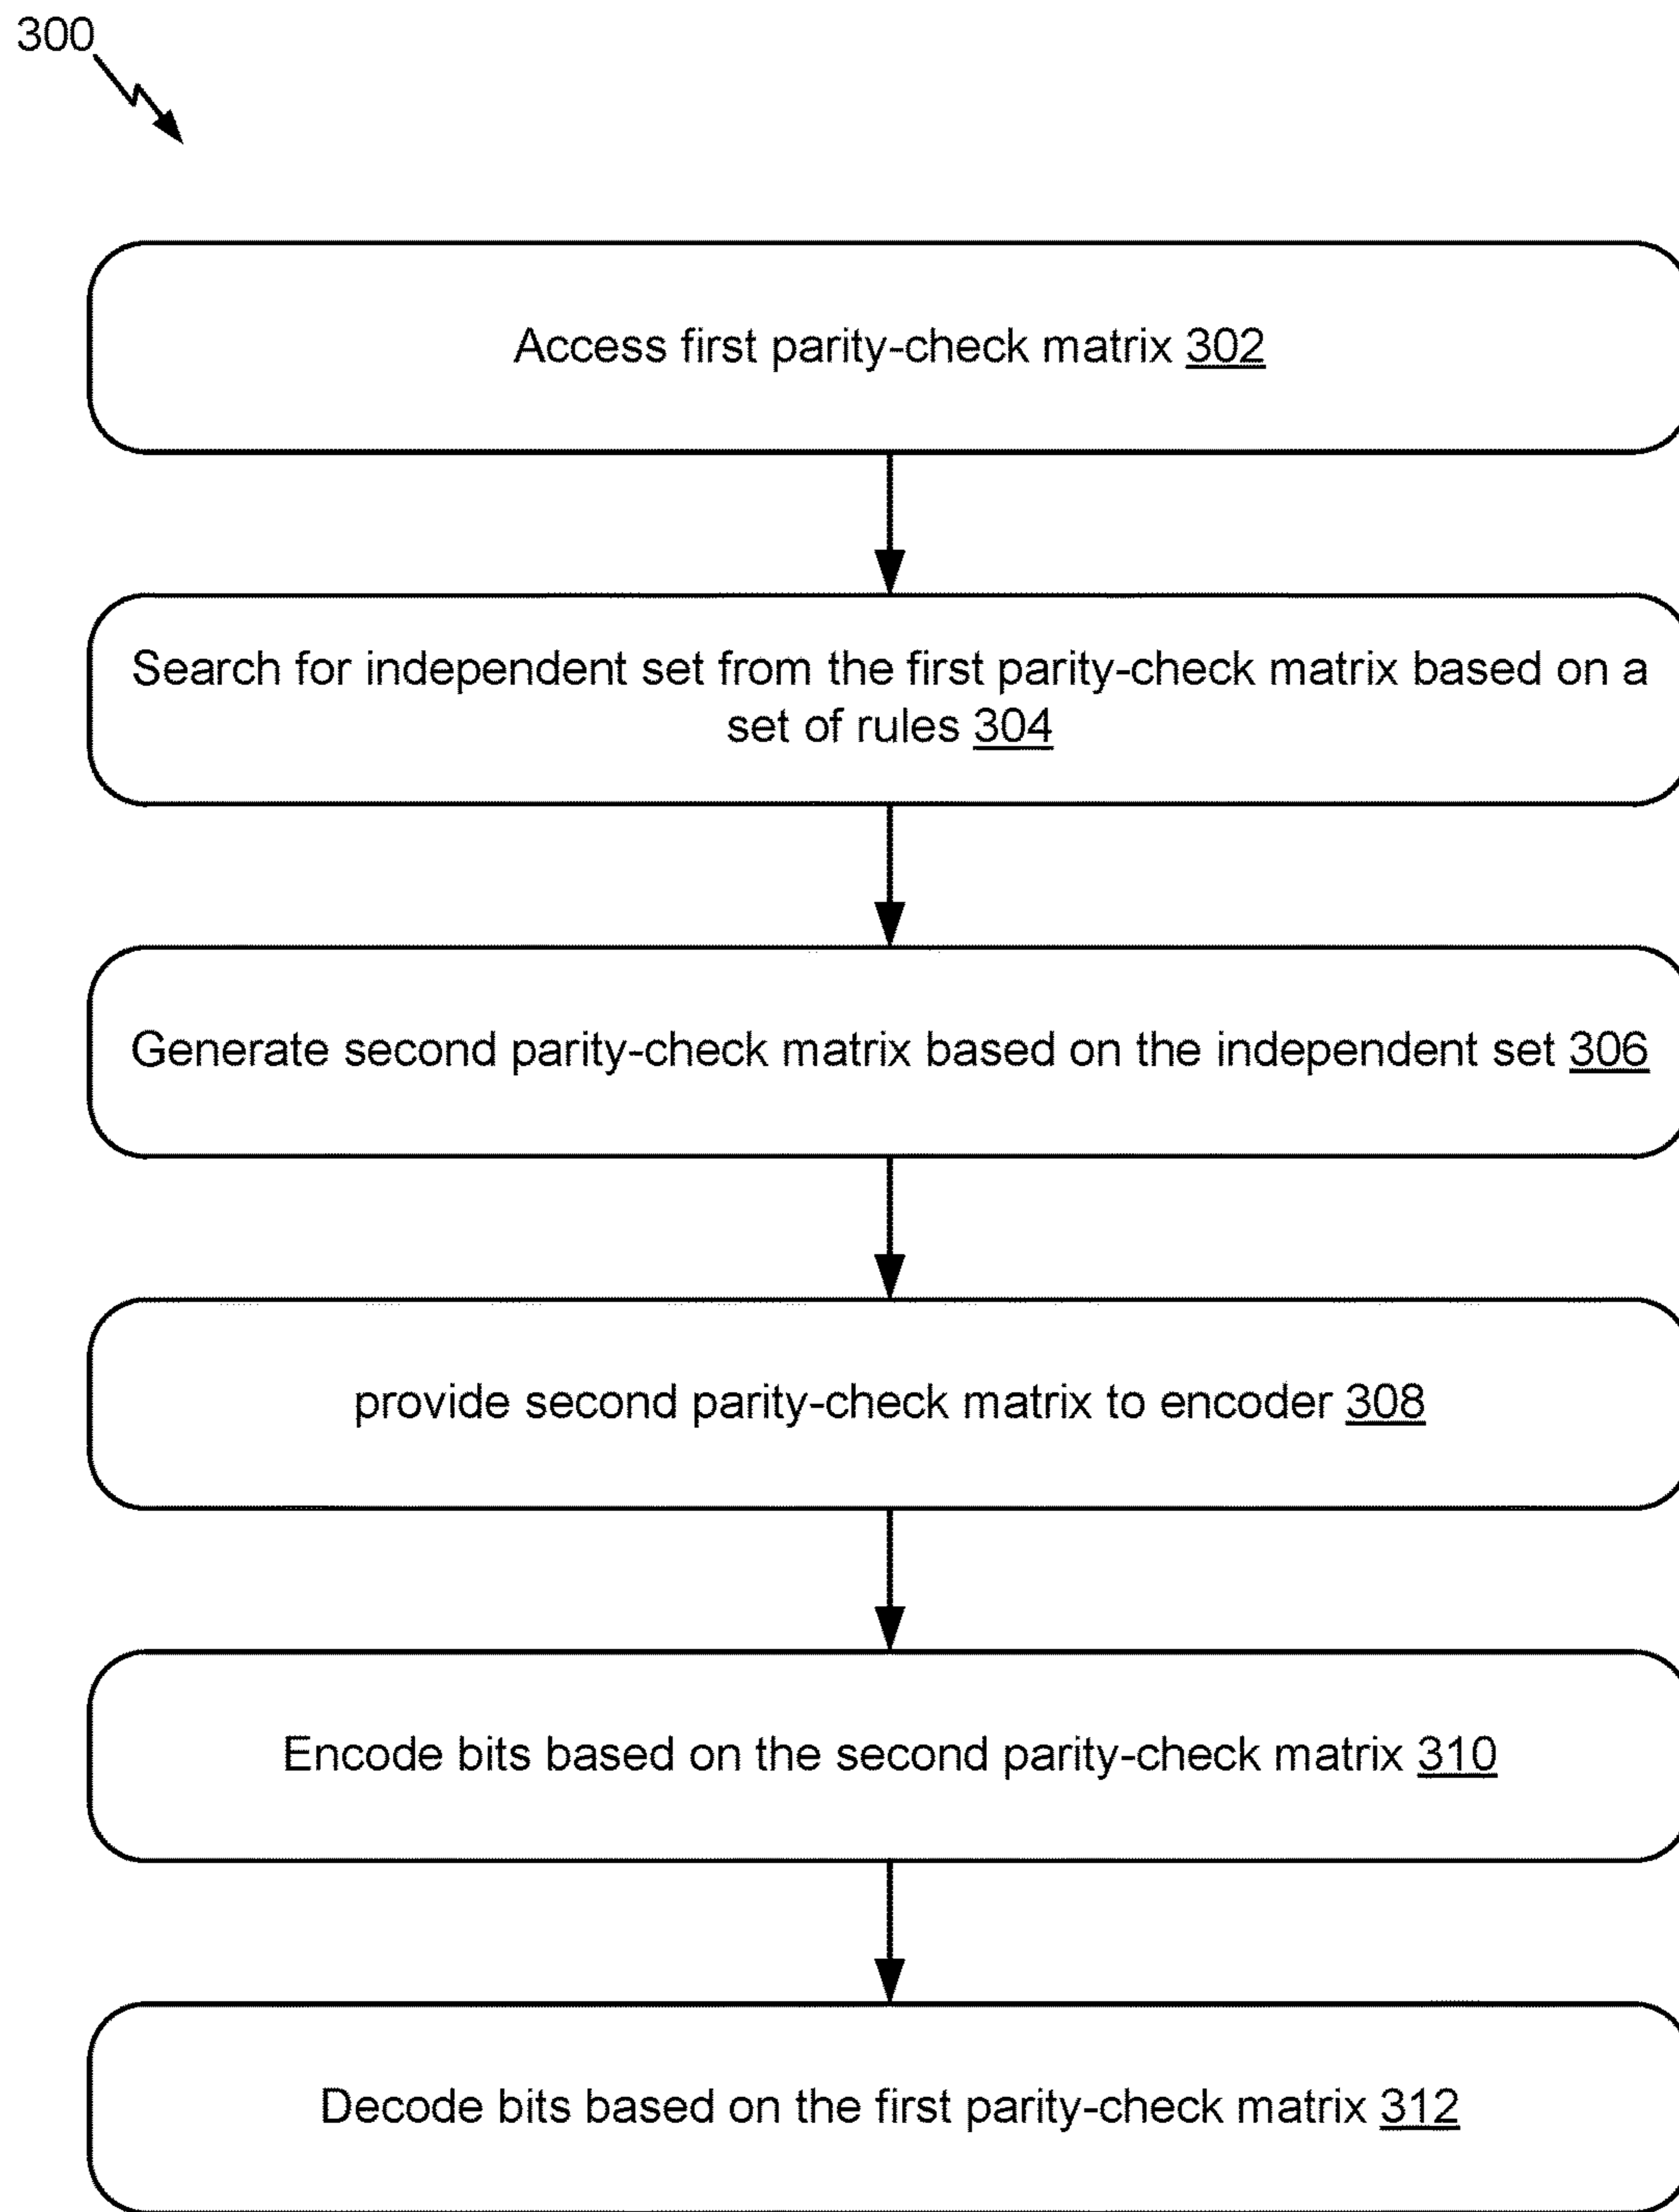 300
Access first parity-check matrix 302
Search for independent set from the first parity-check matrix based on a
set of rules 304
Generate second parity-check matrix based on the independent set 306
provide second parity-check matrix to encoder 308
Encode bits based on the second parity-check matrix 310
Decode bits based on the first parity-check matrix 312